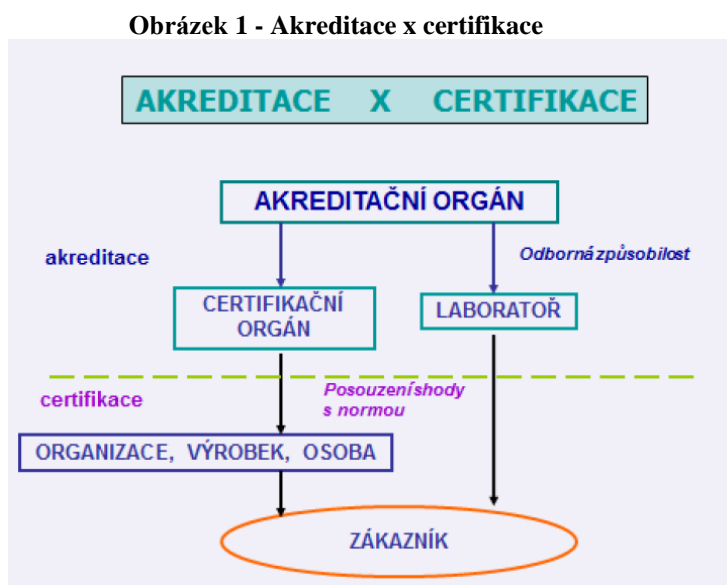 Obrázek 1 - Akreditace x certifikace
AKREDITACE X CERTIFIKACE
AKREDITAČNÍ ORGÁN
akreditace
Odborná způsobilost
CERTIFIKAČNÍ
ORGÁN
LABORATOŘ
certifikace
Posouzení shody
s normou
ORGANIZACE, VÝROBEK, OSOBA
ZÁKAZNÍK